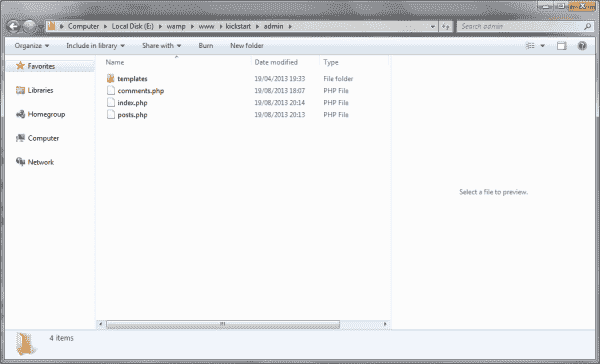 Computer ▸ Local Disk (E:) ▸ wamp ▸ www ▸ kickstart ▸ admin ▸ Search admin
Organize Include in library Share with Burn New folder
Favorites
Libraries
Homegroup
Computer
Network
Name Date modified Type
templates 19/04/2013 19:33 File folder
comments.php 19/08/2013 18:07 PHP File
index.php 19/08/2013 20:14 PHP File
posts.php 19/08/2013 20:13 PHP File
Select a file to preview.
4 items